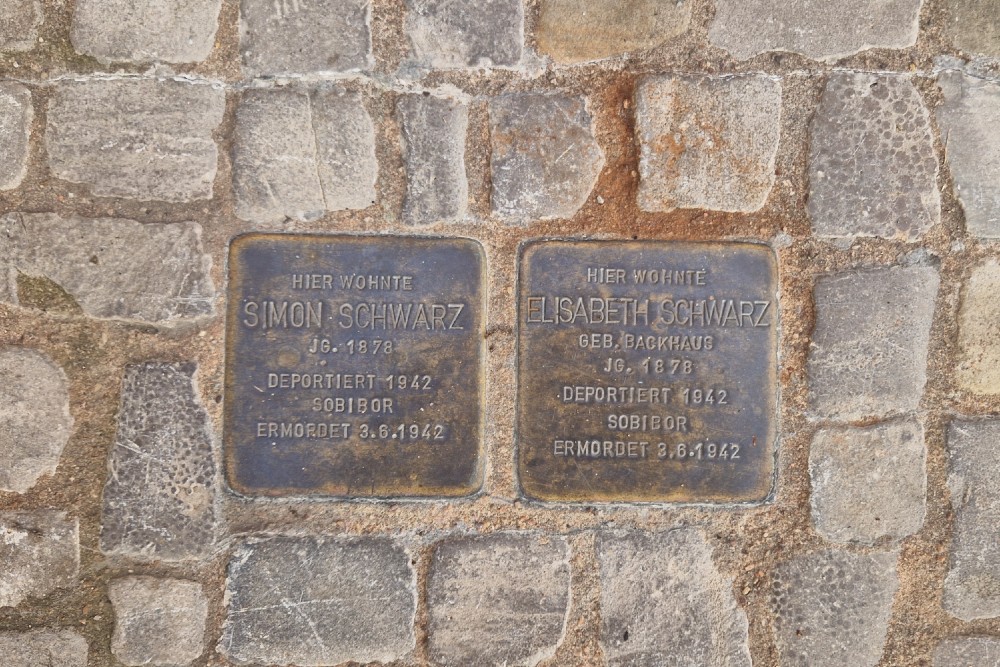 HIER WOHNTE
SIMON SCHWARZ
JG. 1878
DEPORTIERT 1942
SOBIBOR
ERMORDET 3.6.1942
HIER WOHNTE
ELISABETH SCHWARZ
GEB. BACKHAUS
JG. 1878
DEPORTIERT 1942
SOBIBOR
ERMORDET 3.6.1942